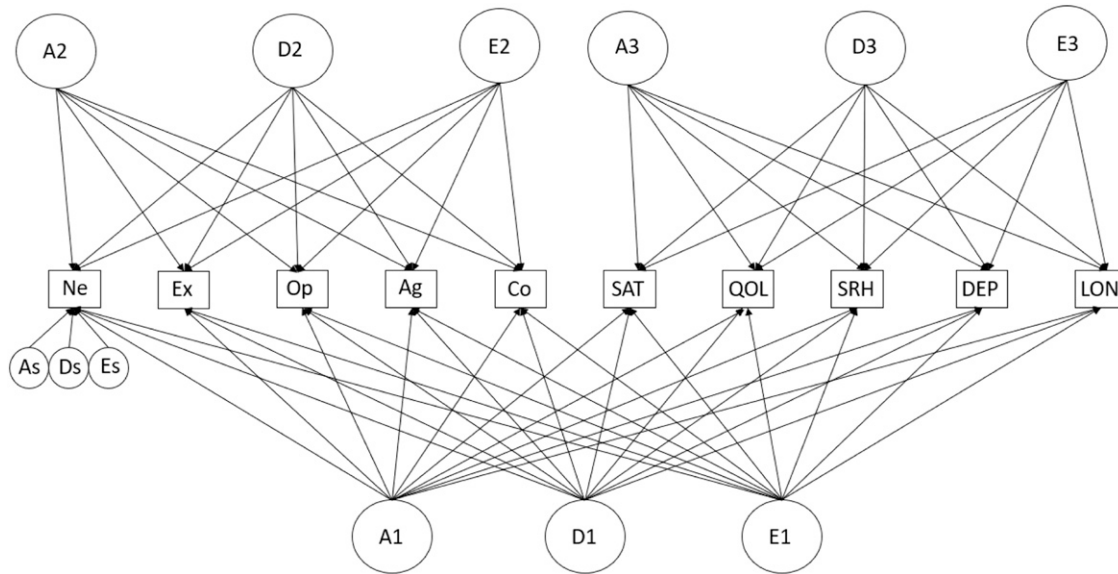 A2 D2 E2 A3 D3 E3
Ne Ex Op Ag Co SAT QOL SRH DEP LON
As Ds Es
A1 D1 E1